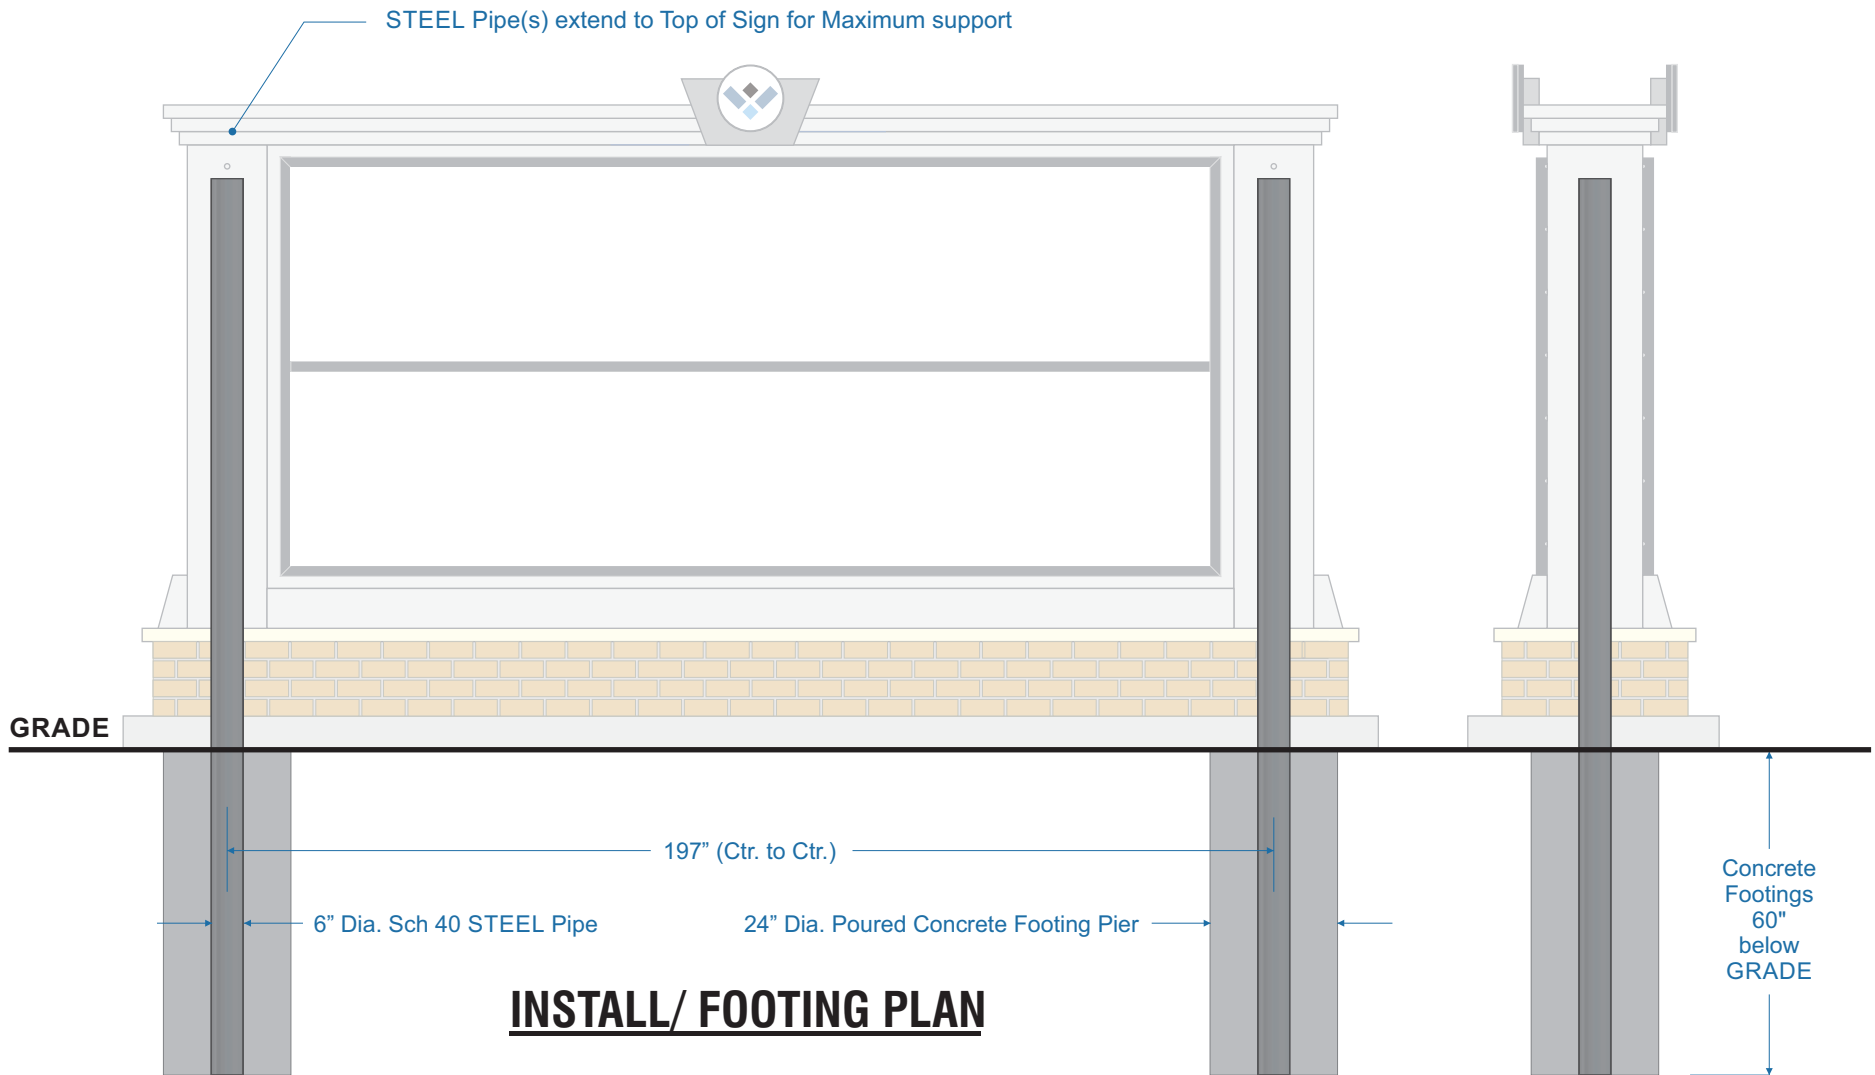 STEEL Pipe(s) extend to Top of Sign for Maximum support
GRADE
197” (Ctr. to Ctr.)
6” Dia. Sch 40 STEEL Pipe
24” Dia. Poured Concrete Footing Pier
Concrete
Footings
60"
below
GRADE
INSTALL/ FOOTING PLAN